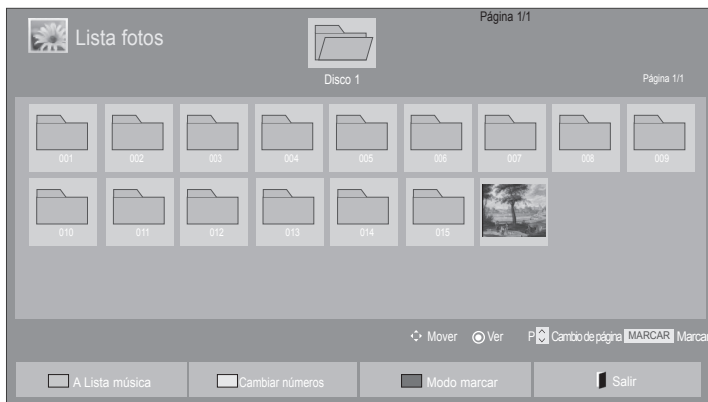 Página 1/1
Lista fotos
Disco 1
Página 1/1
001 002 003 004 005 006 007 008 009
010 011 012 013 014 015
Mover Ver P Cambio de página MARCAR Marcar
A Lista música Cambiar números Modo marcar Salir